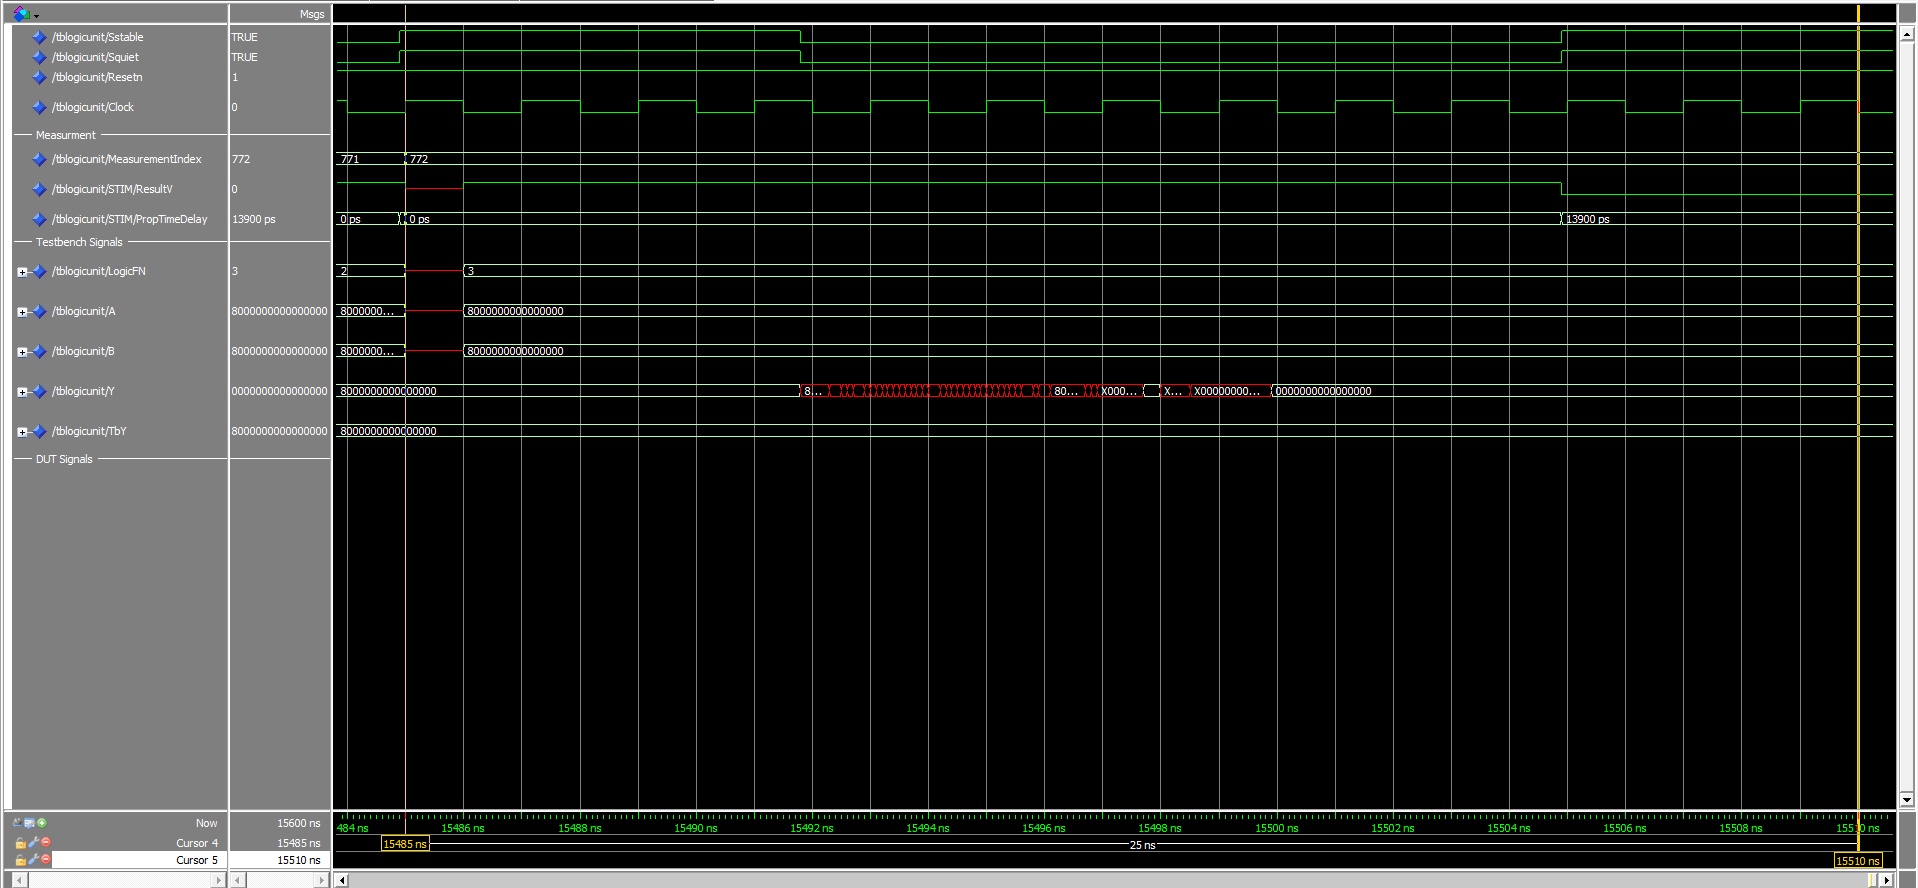 Msgs
/tblogicunit/Sstable TRUE
/tblogicunit/Squiet TRUE
/tblogicunit/Resetn 1
/tblogicunit/Clock 0
Measurment
/tblogicunit/MeasurementIndex 772 771 772
/tblogicunit/STIM/ResultV 0
/tblogicunit/STIM/PropTimeDelay 13900 ps 0 ps 0 ps 13900 ps
Testbench Signals
/tblogicunit/LogicFN 3 2 3
/tblogicunit/A 8000000000000000 8000000... 8000000000000000
/tblogicunit/B 8000000000000000 8000000... 8000000000000000
/tblogicunit/Y 0000000000000000 8000000000000000 8... 80... X000... X... X00000000... 0000000000000000
/tblogicunit/TbY 8000000000000000 8000000000000000
DUT Signals
Now 15600 ns 484 ns 15486 ns 15488 ns 15490 ns 15492 ns 15494 ns 15496 ns 15498 ns 15500 ns 15502 ns 15504 ns 15506 ns 15508 ns 15510 ns
Cursor 4 15485 ns 15485 ns 25 ns
Cursor 5 15510 ns 15510 ns